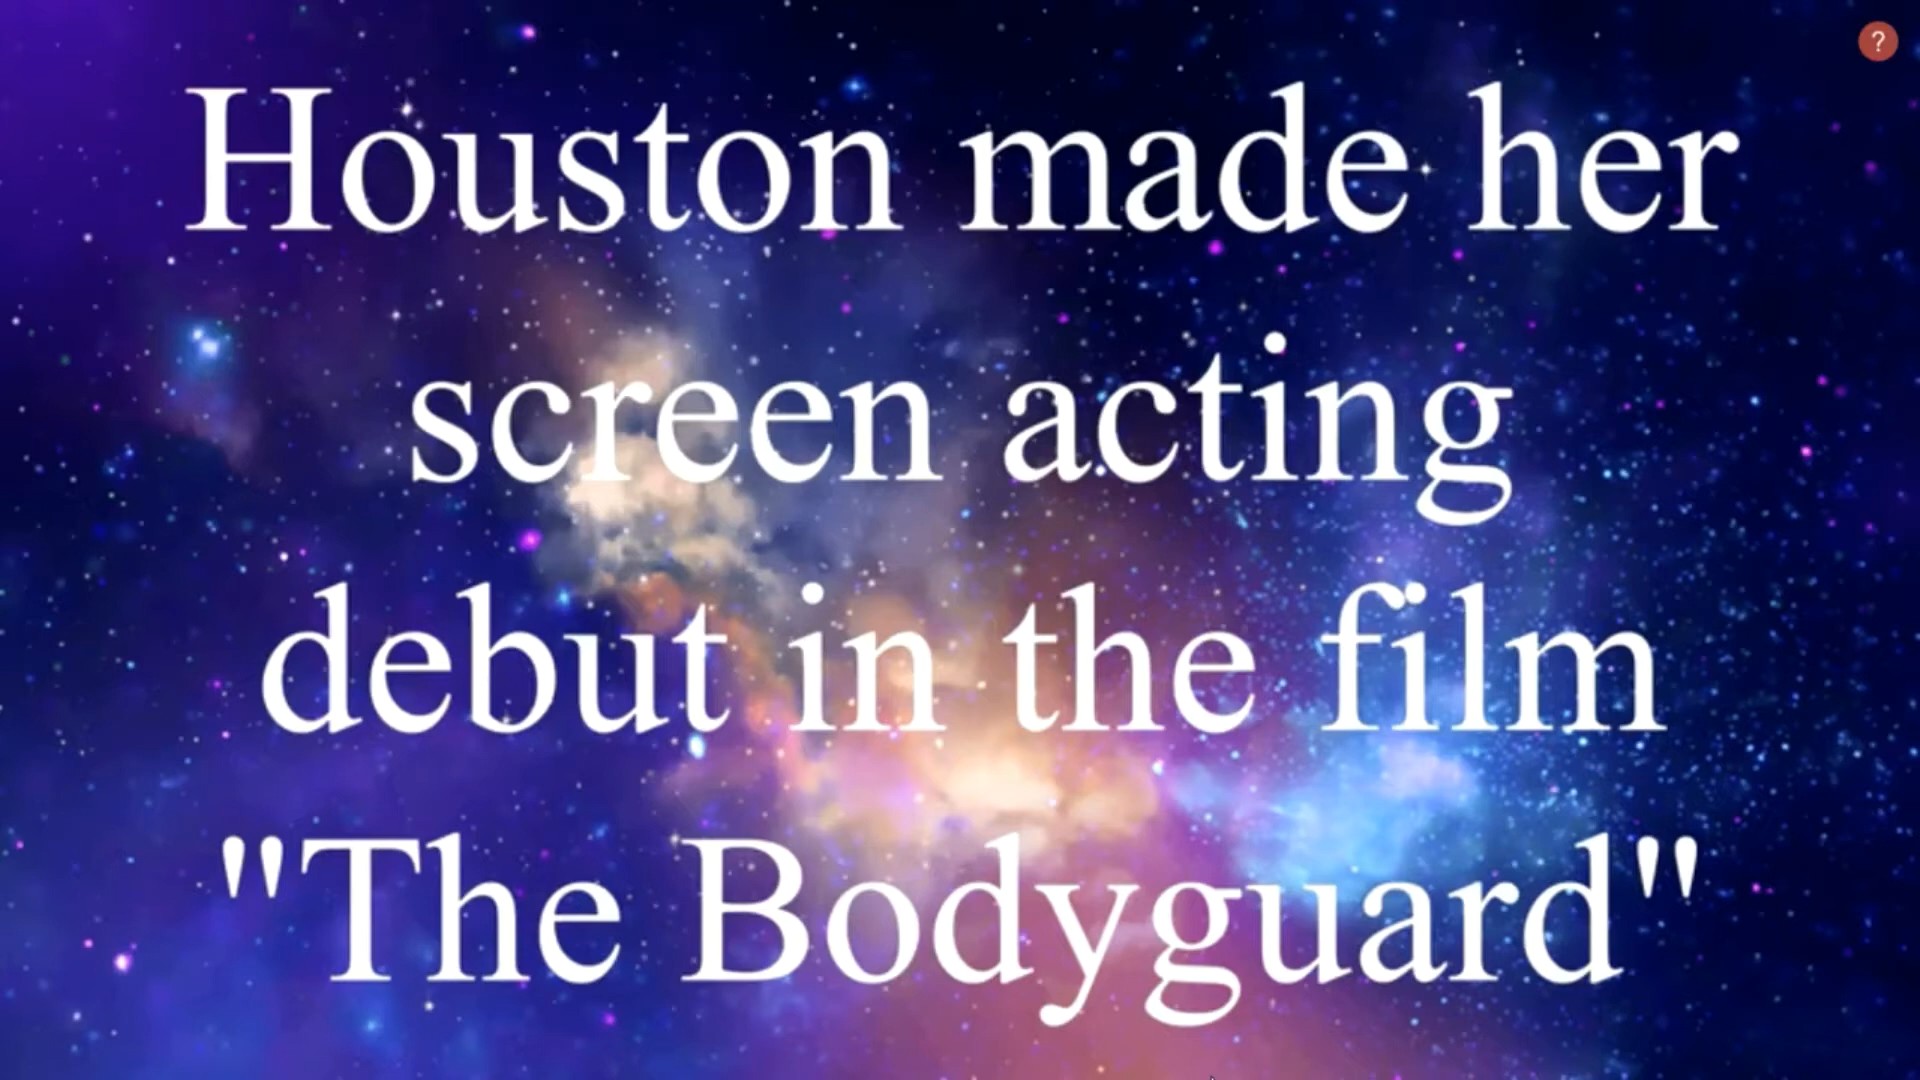 ?
Houston made her
screen acting
debut in the film
"The Bodyguard"